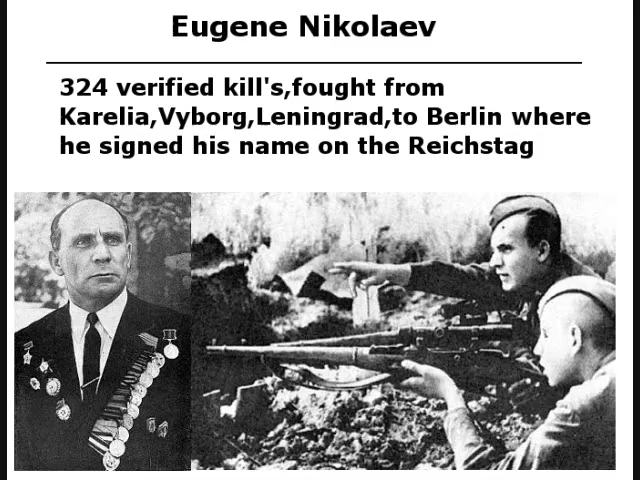 Eugene Nikolaev
324 verified kill's,fought from
Karelia,Vyborg,Leningrad,to Berlin where
he signed his name on the Reichstag